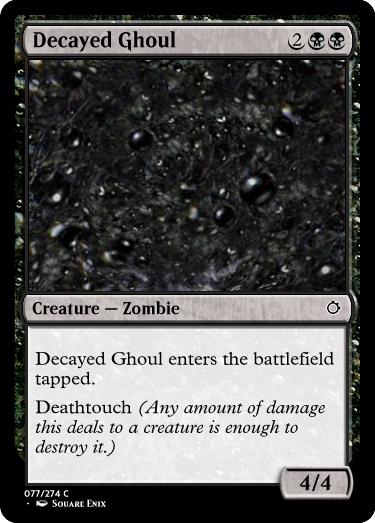 Decayed Ghoul 2
Creature — Zombie
Decayed Ghoul enters the battlefield
tapped.
Deathtouch (Any amount of damage
this deals to a creature is enough to
destroy it.)
4/4
077/274 C
· Square Enix